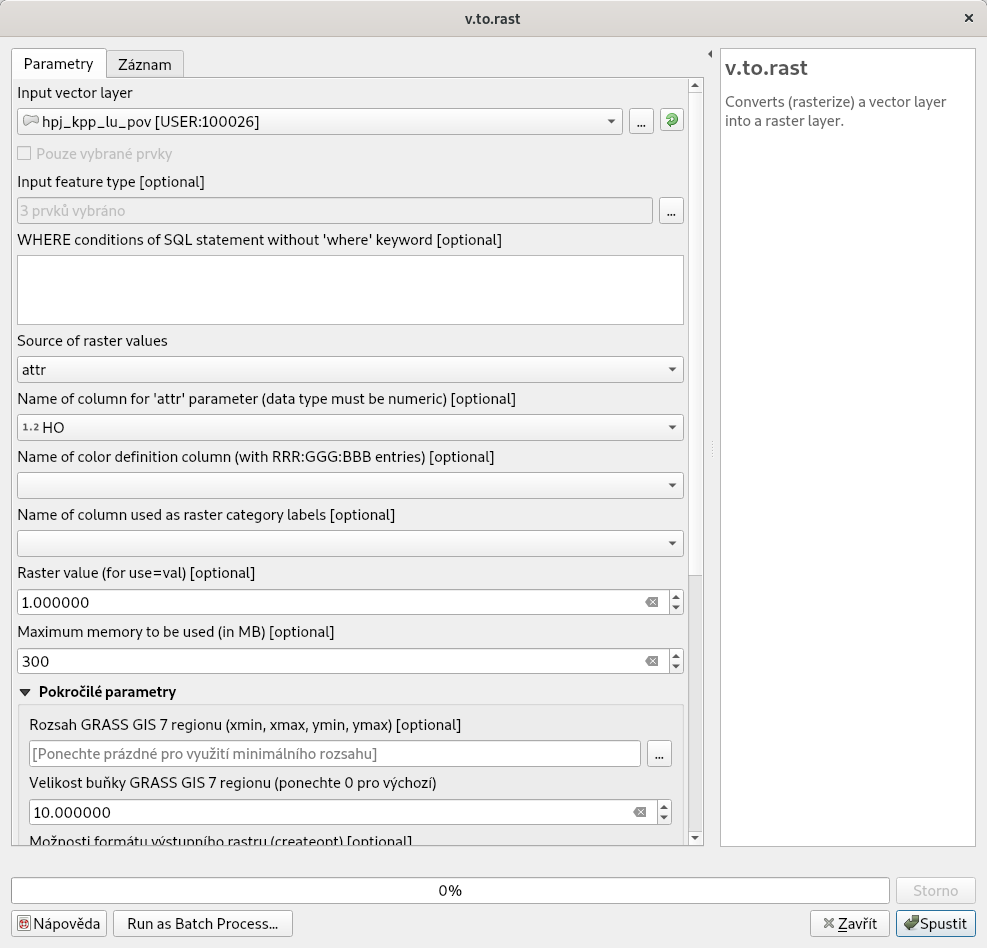 v.to.rast
Parametry
Záznam
Input vector layer
hpj_kpp_lu_pov [USER:100026]
...
Pouze vybrané prvky
Input feature type [optional]
3 prvků vybráno
...
WHERE conditions of SQL statement without 'where' keyword [optional]
Source of raster values
attr
Name of column for 'attr' parameter (data type must be numeric) [optional]
1.2 HO
Name of color definition column (with RRR:GGG:BBB entries) [optional]
Name of column used as raster category labels [optional]
Raster value (for use=val) [optional]
1.000000
Maximum memory to be used (in MB) [optional]
300
Pokročilé parametry
Rozsah GRASS GIS 7 regionu (xmin, xmax, ymin, ymax) [optional]
[Ponechte prázdné pro využití minimálního rozsahu]
...
Velikost buňky GRASS GIS 7 regionu (ponechte 0 pro výchozí)
10.000000
Možnosti formátu výstupního rastru (createopt) [optional]
v.to.rast
Converts (rasterize) a vector layer
into a raster layer.
0%
Storno
Nápověda
Run as Batch Process...
Zavřít
Spustit